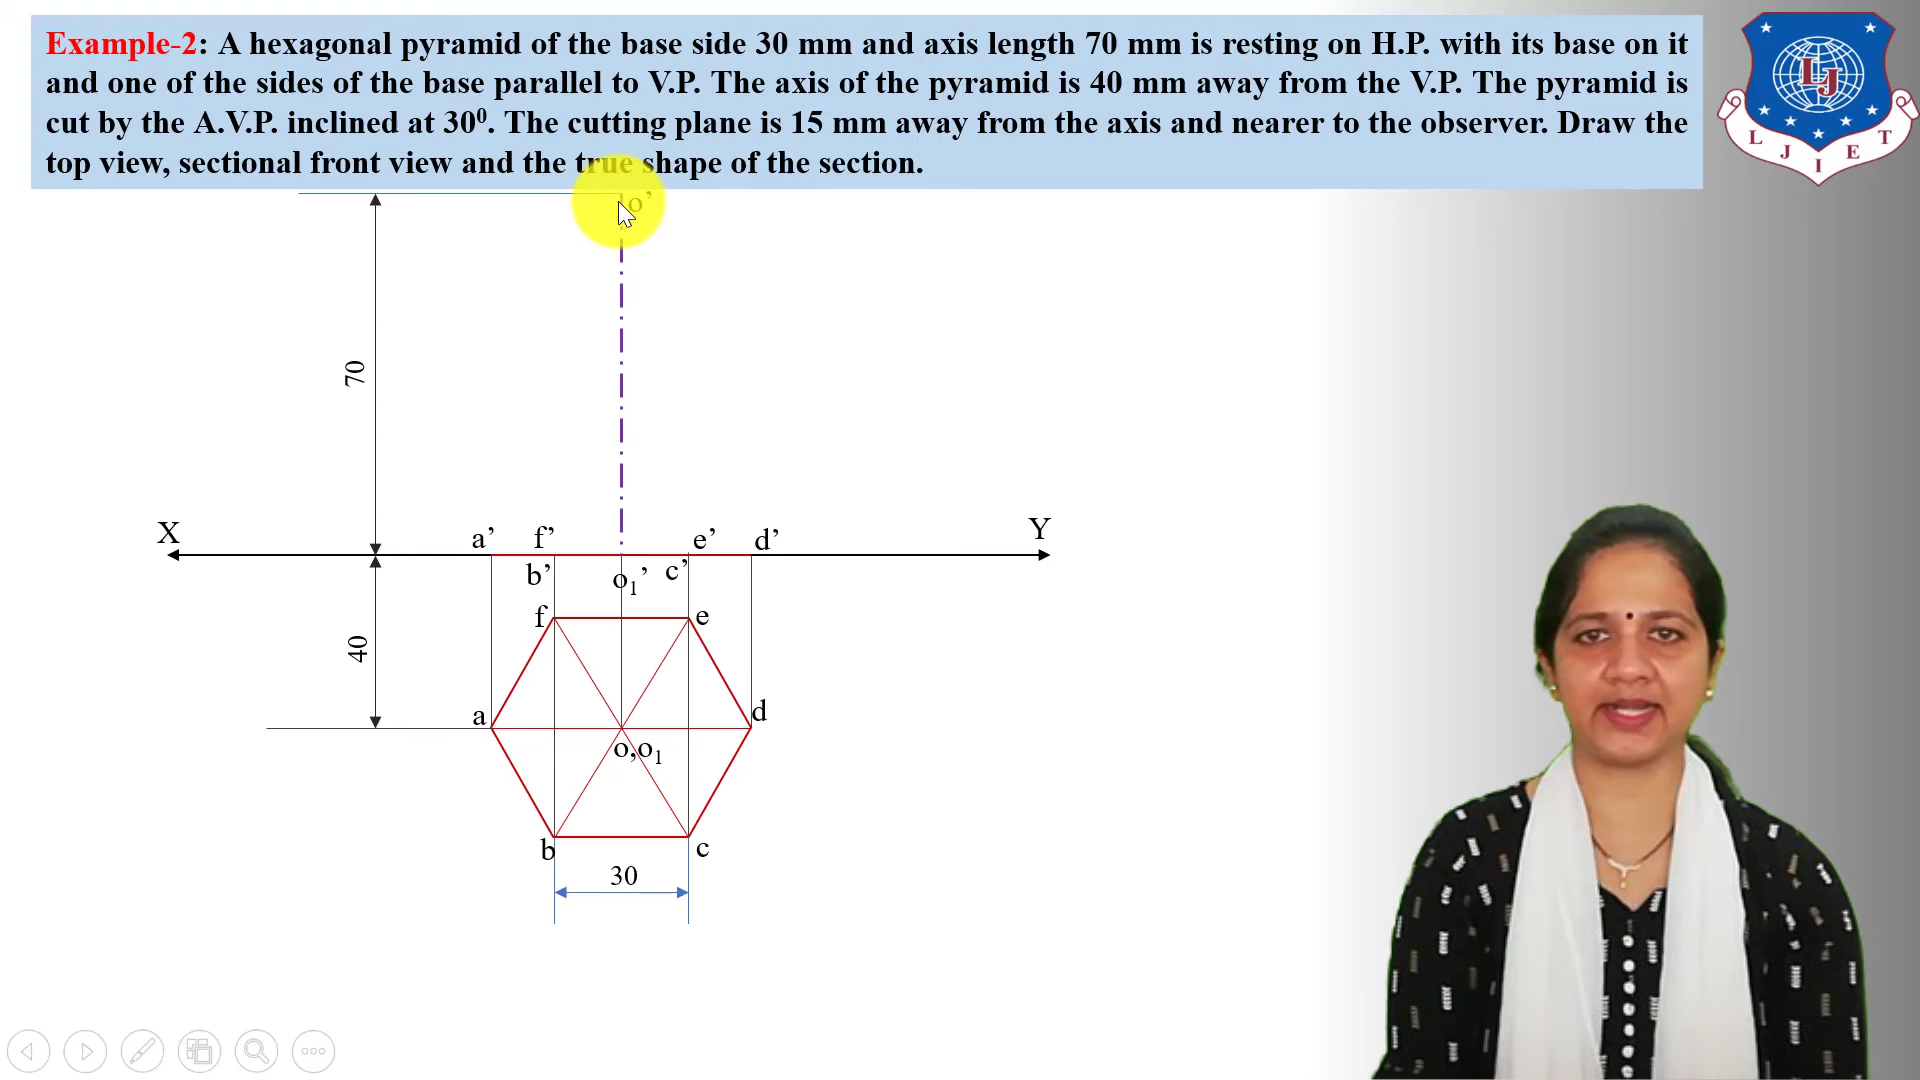 Example-2: A hexagonal pyramid of the base side 30 mm and axis length 70 mm is resting on H.P. with its base on it
and one of the sides of the base parallel to V.P. The axis of the pyramid is 40 mm away from the V.P. The pyramid is
cut by the A.V.P. inclined at 30⁰. The cutting plane is 15 mm away from the axis and nearer to the observer. Draw the
top view, sectional front view and the true shape of the section.
LJ
L J I E T
o’
70
X
Y
a’ f’ e’ d’
b’ o₁’ c’
f e
40
a d
o,o₁
b c
30